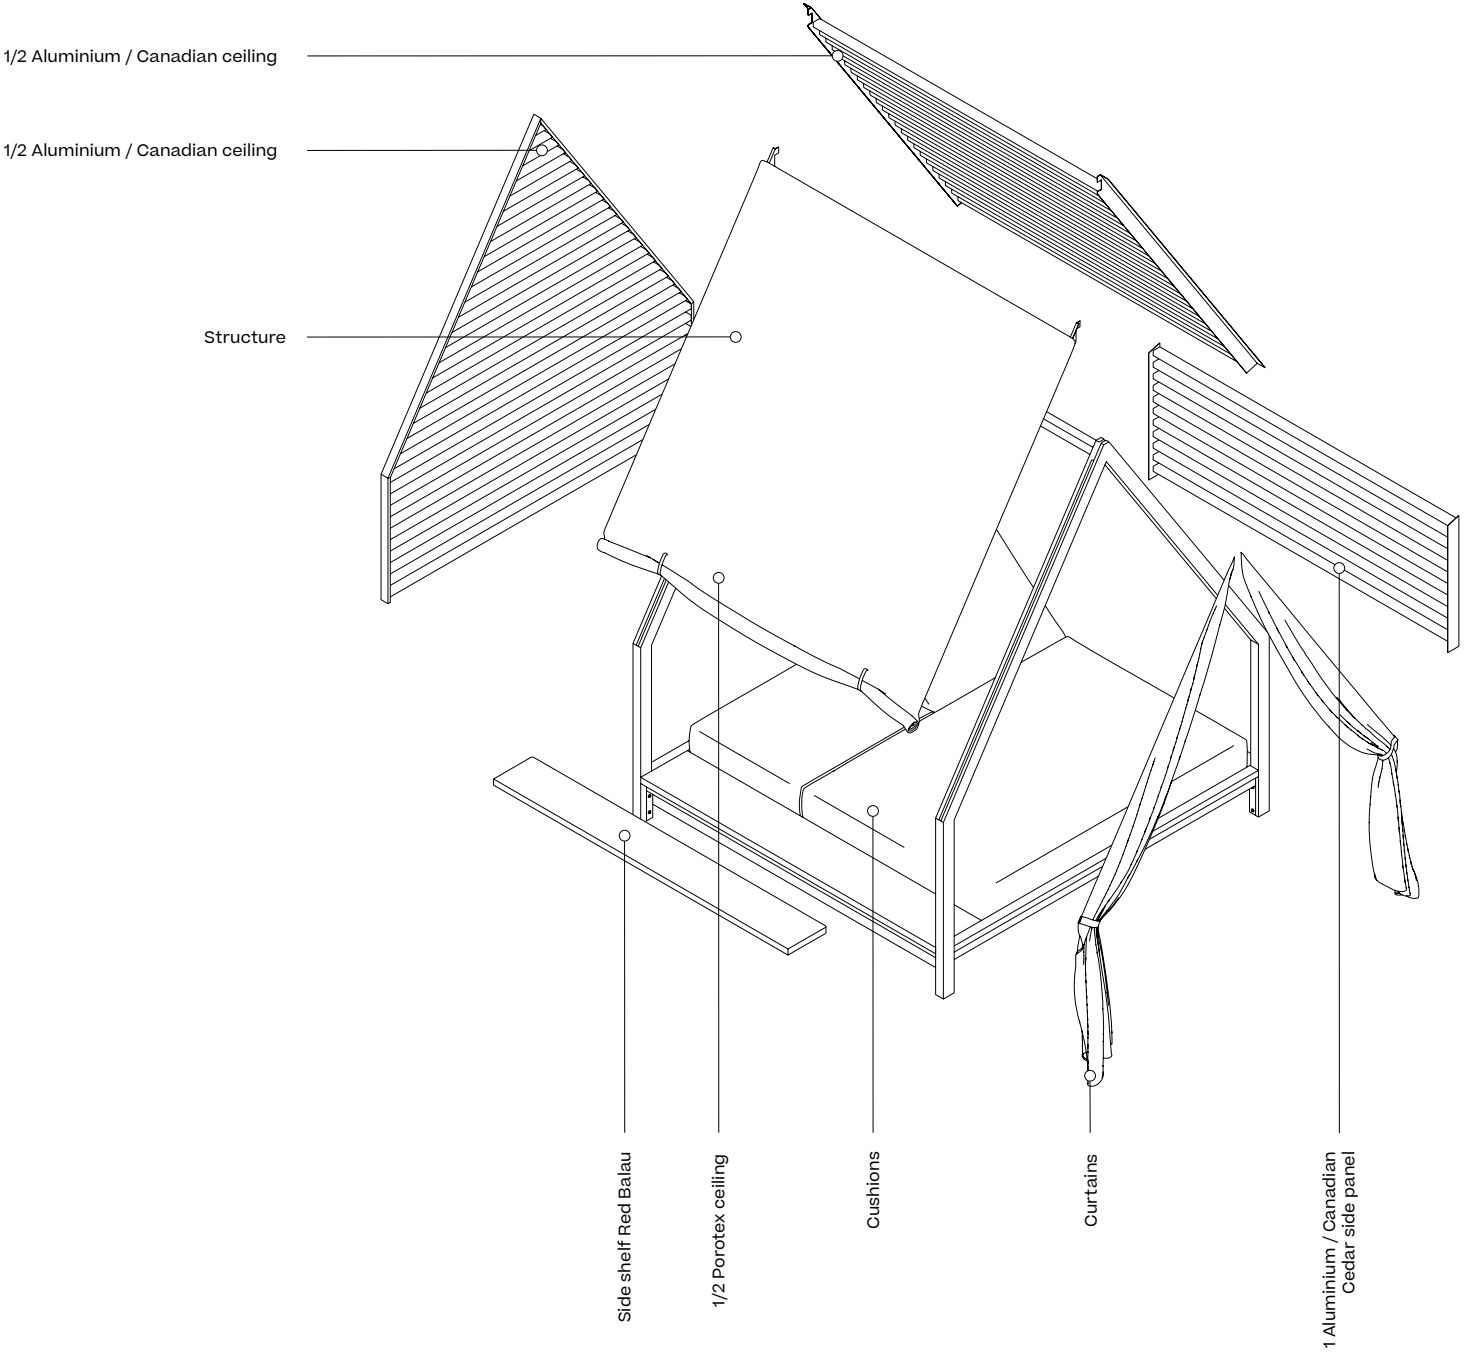 1/2 Aluminium / Canadian ceiling
1/2 Aluminium / Canadian ceiling
Structure
Side shelf Red Balau
1/2 Porotex ceiling
Cushions
Curtains
1 Aluminium / Canadian
Cedar side panel